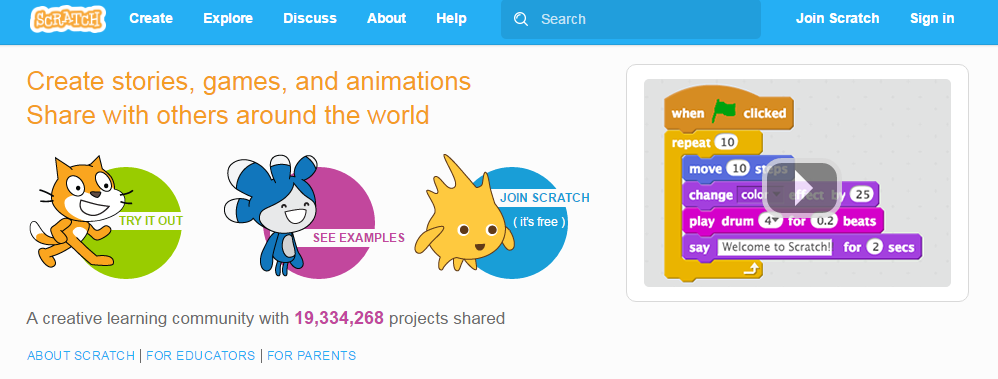 SCRATCH Create Explore Discuss About Help Search Join Scratch Sign in
Create stories, games, and animations
Share with others around the world
TRY IT OUT
SEE EXAMPLES
JOIN SCRATCH
( it's free )
A creative learning community with 19,334,268 projects shared
ABOUT SCRATCH | FOR EDUCATORS | FOR PARENTS
when clicked
repeat 10
move 10 steps
change color effect by 25
play drum 4 for 0.2 beats
say Welcome to Scratch! for 2 secs